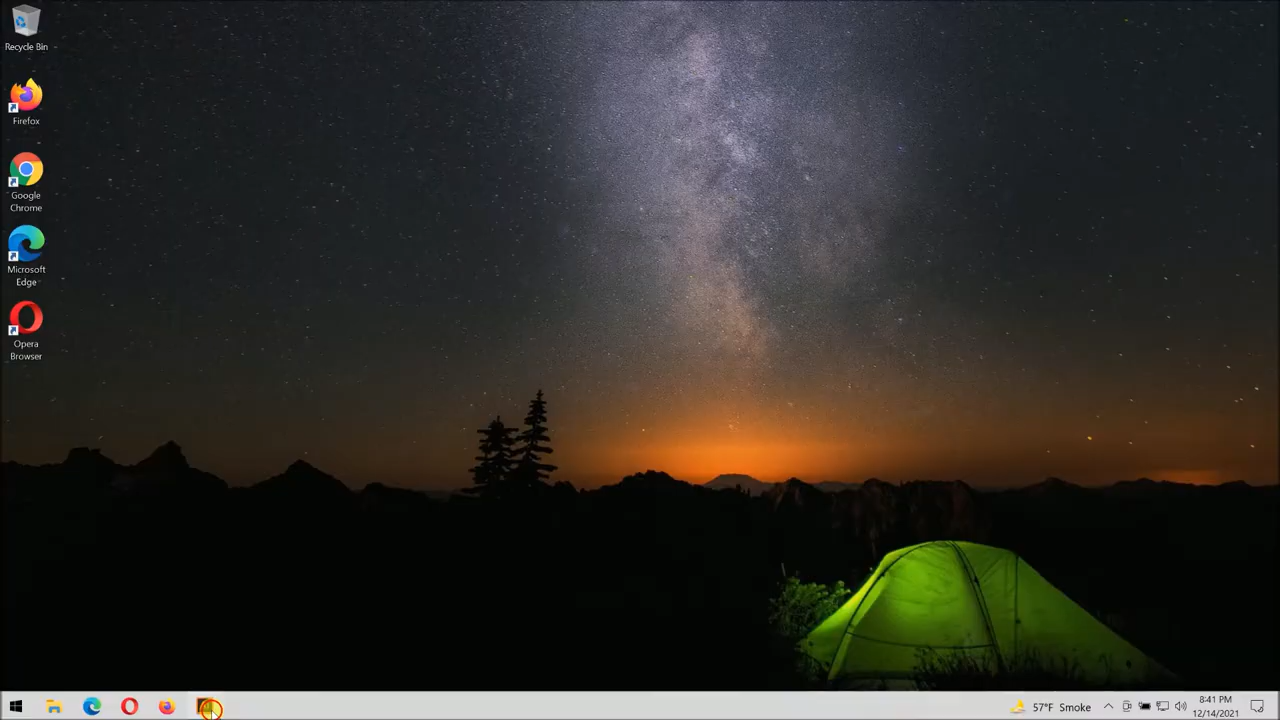 Recycle Bin
Firefox
Google
Chrome
Microsoft
Edge
Opera
Browser
57°F Smoke
8:41 PM
12/14/2021